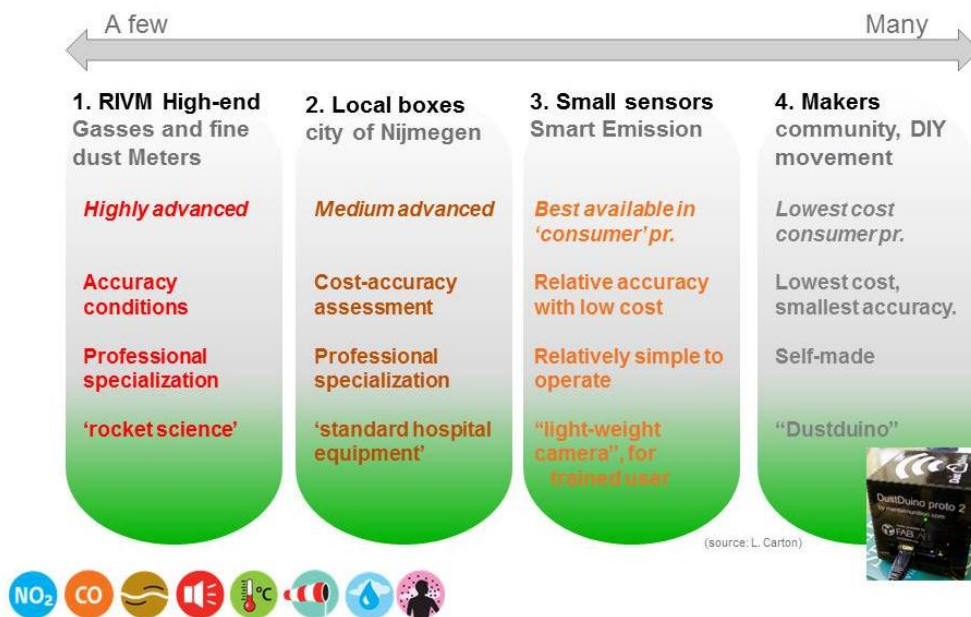 A few
Many
1. RIVM High-end
Gasses and fine
dust Meters
Highly advanced
Accuracy
conditions
Professional
specialization
‘rocket science’
2. Local boxes
city of Nijmegen
Medium advanced
Cost-accuracy
assessment
Professional
specialization
‘standard hospital
equipment’
3. Small sensors
Smart Emission
Best available in
‘consumer’ pr.
Relative accuracy
with low cost
Relatively simple to
operate
“light-weight
camera”, for
trained user
4. Makers
community, DIY
movement
Lowest cost
consumer pr.
Lowest cost,
smallest accuracy.
Self-made
“Dustduino”
DustDuino proto 2
FABLAB
(source: L. Carton)
NO₂
CO
°C